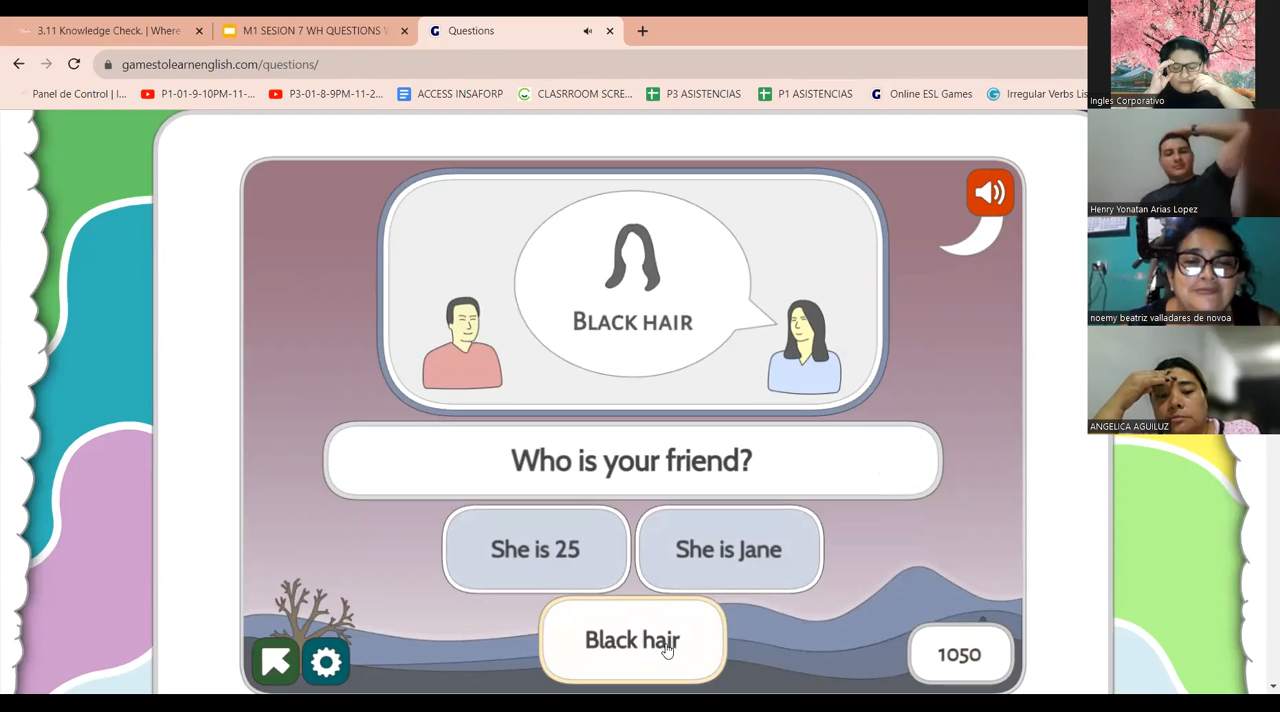 3.11 Knowledge Check. | Where
M1 SESION 7 WH QUESTIONS V
Questions
gamestolearnenglish.com/questions/
Panel de Control | I...
P1-01-9-10PM-11-...
P3-01-8-9PM-11-2...
ACCESS INSAFORP
CLASSROOM SCRE...
P3 ASISTENCIAS
P1 ASISTENCIAS
Online ESL Games
Irregular Verbs Lis
Ingles Corporativo
Henry Yonatan Arias Lopez
noemy beatriz valladares de novoa
ANGELICA AGUILUZ
BLACK HAIR
Who is your friend?
She is 25
She is Jane
Black hair
1050